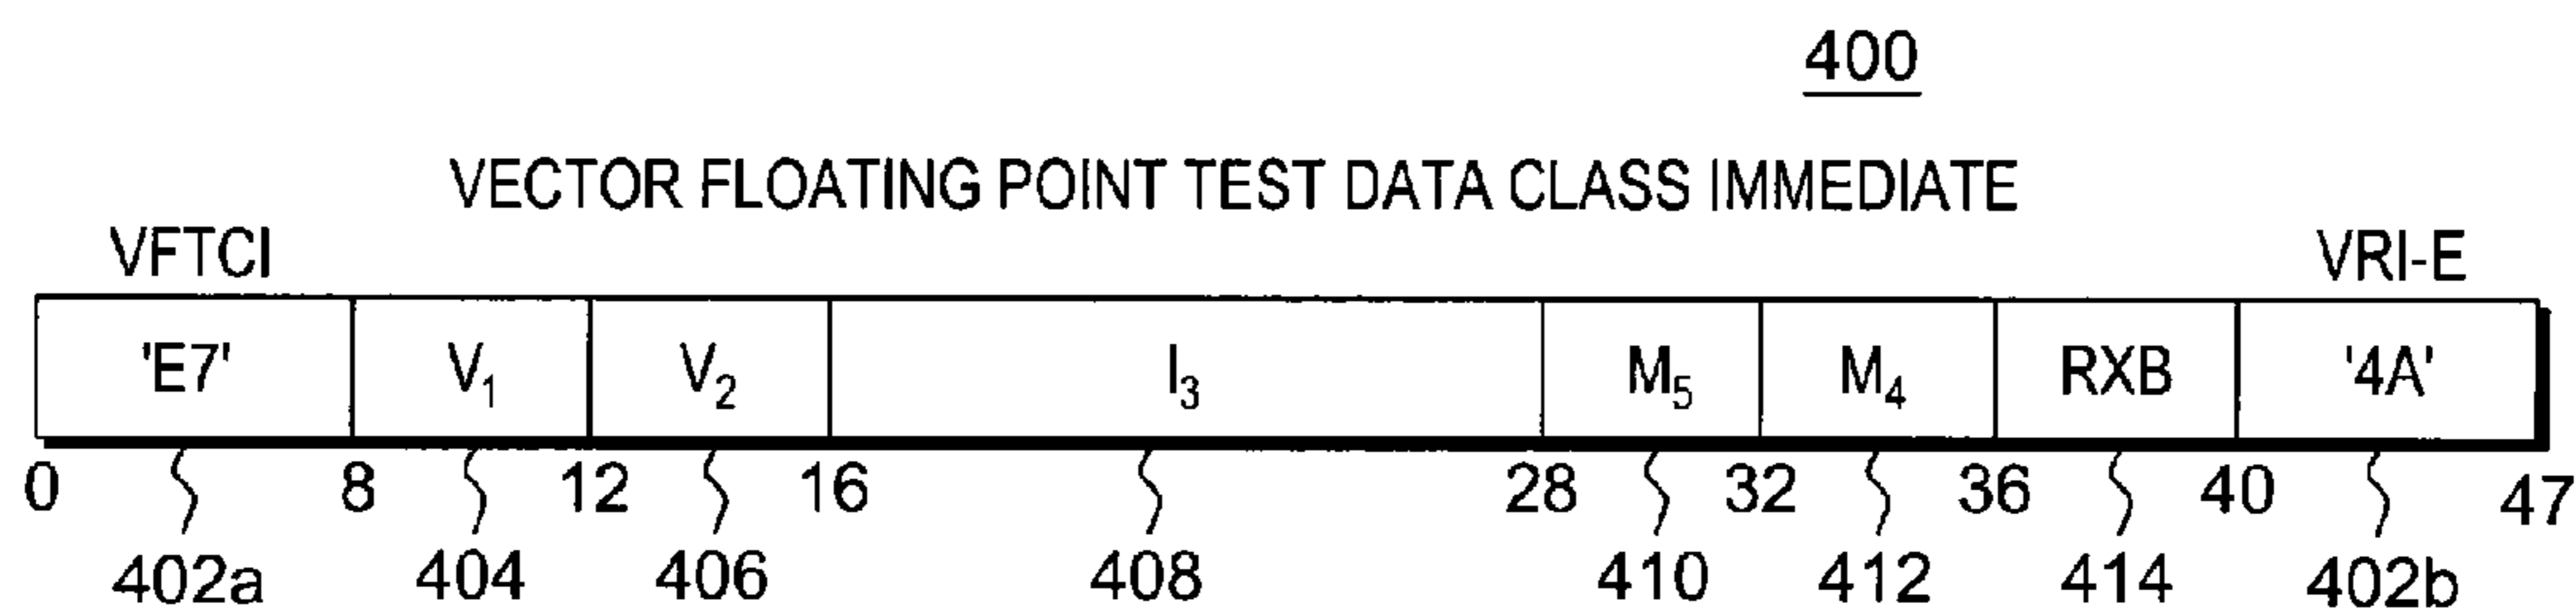 400
VECTOR FLOATING POINT TEST DATA CLASS IMMEDIATE
VFTCI VRI-E
'E7' V₁ V₂ I₃ M₅ M₄ RXB '4A'
0 8 12 16 28 32 36 40 47
402a 404 406 408 410 412 414 402b